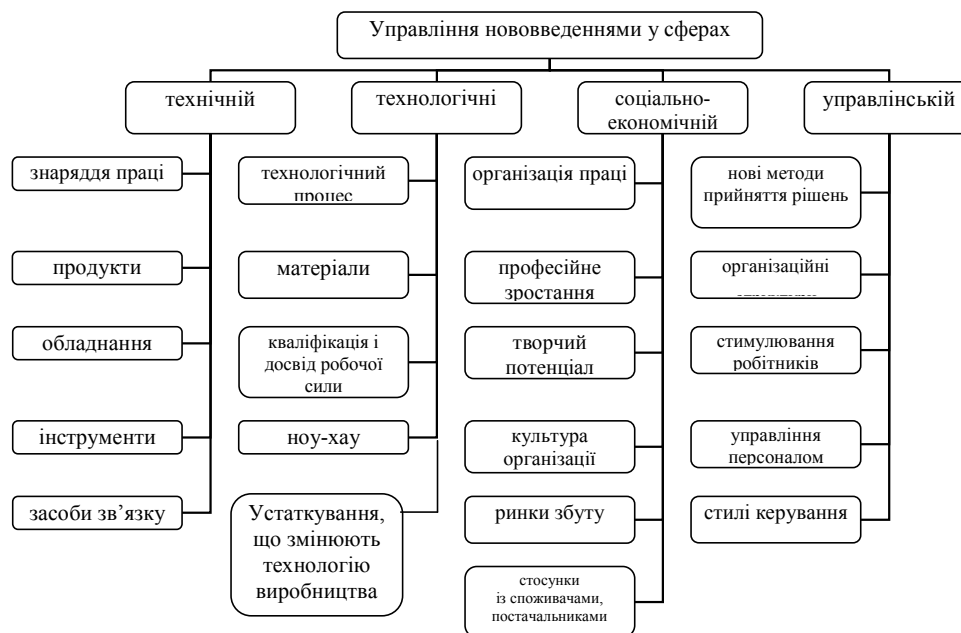 Управління нововведеннями у сферах
технічній
технологічні
соціально-
економічній
управлінській
знаряддя праці
продукти
обладнання
інструменти
засоби зв’язку
технологічний
процес
матеріали
кваліфікація і
досвід робочої
сили
ноу-хау
Устаткування,
що змінюють
технологію
виробництва
організація праці
професійне
зростання
творчий
потенціал
культура
організації
ринки збуту
стосунки
із споживачами,
постачальниками
нові методи
прийняття рішень
організаційні
стимулювання
робітників
управління
персоналом
стилі керування